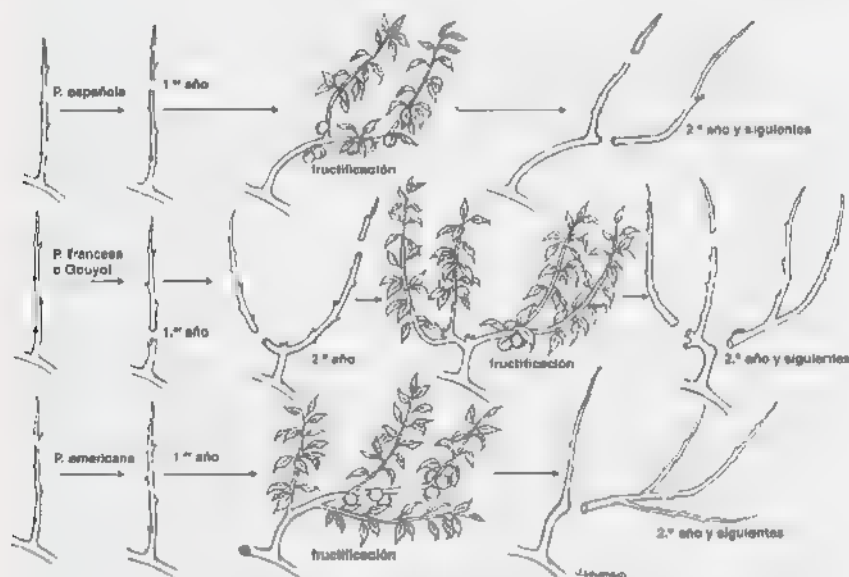 P. española
1.er año
fructificación
2.º año y siguientes
P. francesa
o Gouyot
1.er año
2.º año
fructificación
2.º año y siguientes
P. americana
1.er año
fructificación
2.º año y siguientes